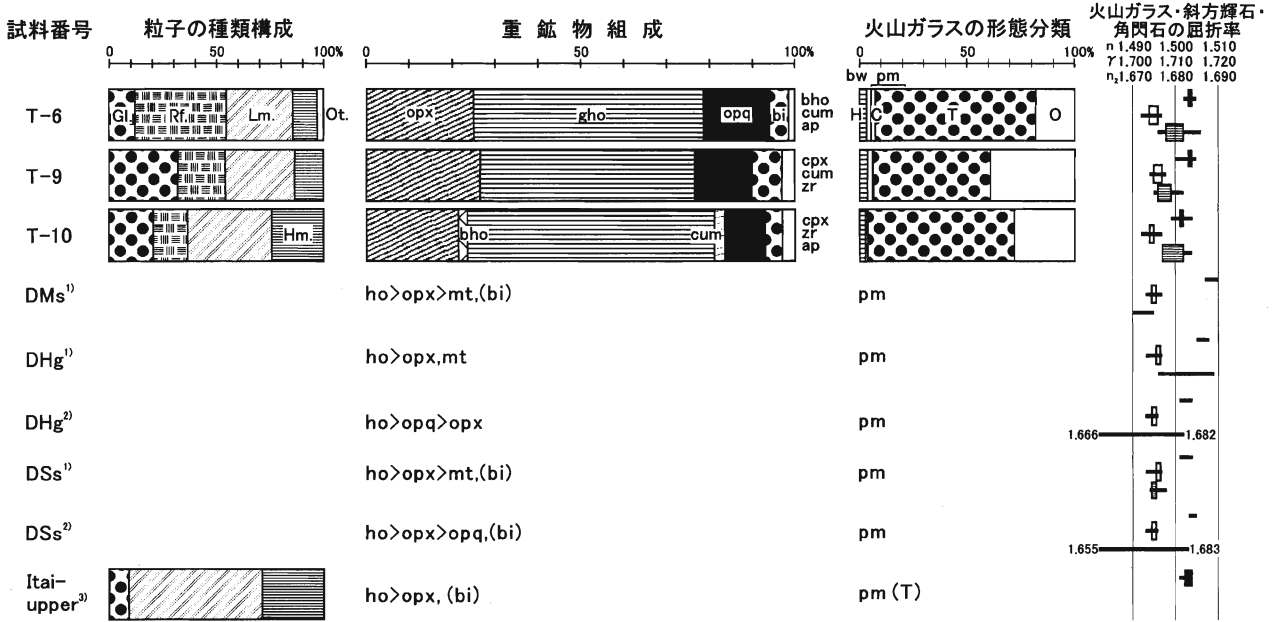 試料番号 粒子の種類構成 重鉱物組成 火山ガラスの形態分類 火山ガラス・斜方輝石・
角閃石の屈折率
n 1.490 1.500 1.510
γ 1.700 1.710 1.720
n₂ 1.670 1.680 1.690
0 50 100% 0 50 100% 0 50 100%
bw pm
T-6 Gl. Rf. Lm. Ot. opx gho opq bi bho H C T O
cum
ap
T-9 cpx
cum
zr
T-10 Hm. bho cum cpx
zr
ap
DMs¹⁾ ho>opx>mt,(bi) pm
DHg¹⁾ ho>opx,mt pm
DHg²⁾ ho>opq>opx pm
1.666 1.682
DSs¹⁾ ho>opx>mt,(bi) pm
DSs²⁾ ho>opx>opq,(bi) pm
1.655 1.683
Itai-
upper³⁾ ho>opx, (bi) pm (T)